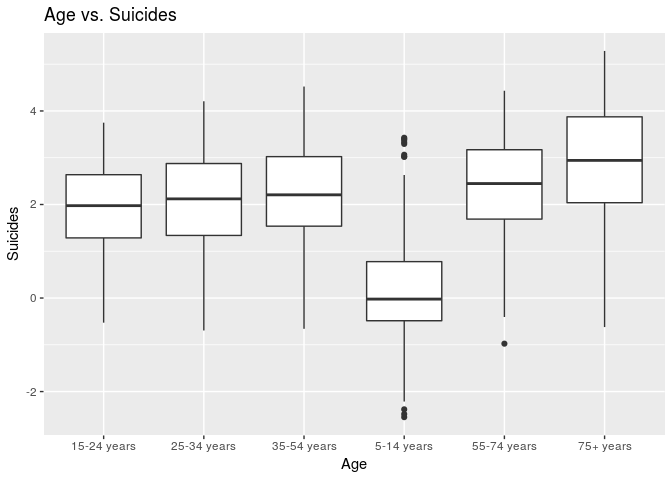 Age vs. Suicides
Suicides
4
2
0
-2
15-24 years 25-34 years 35-54 years 5-14 years 55-74 years 75+ years
Age